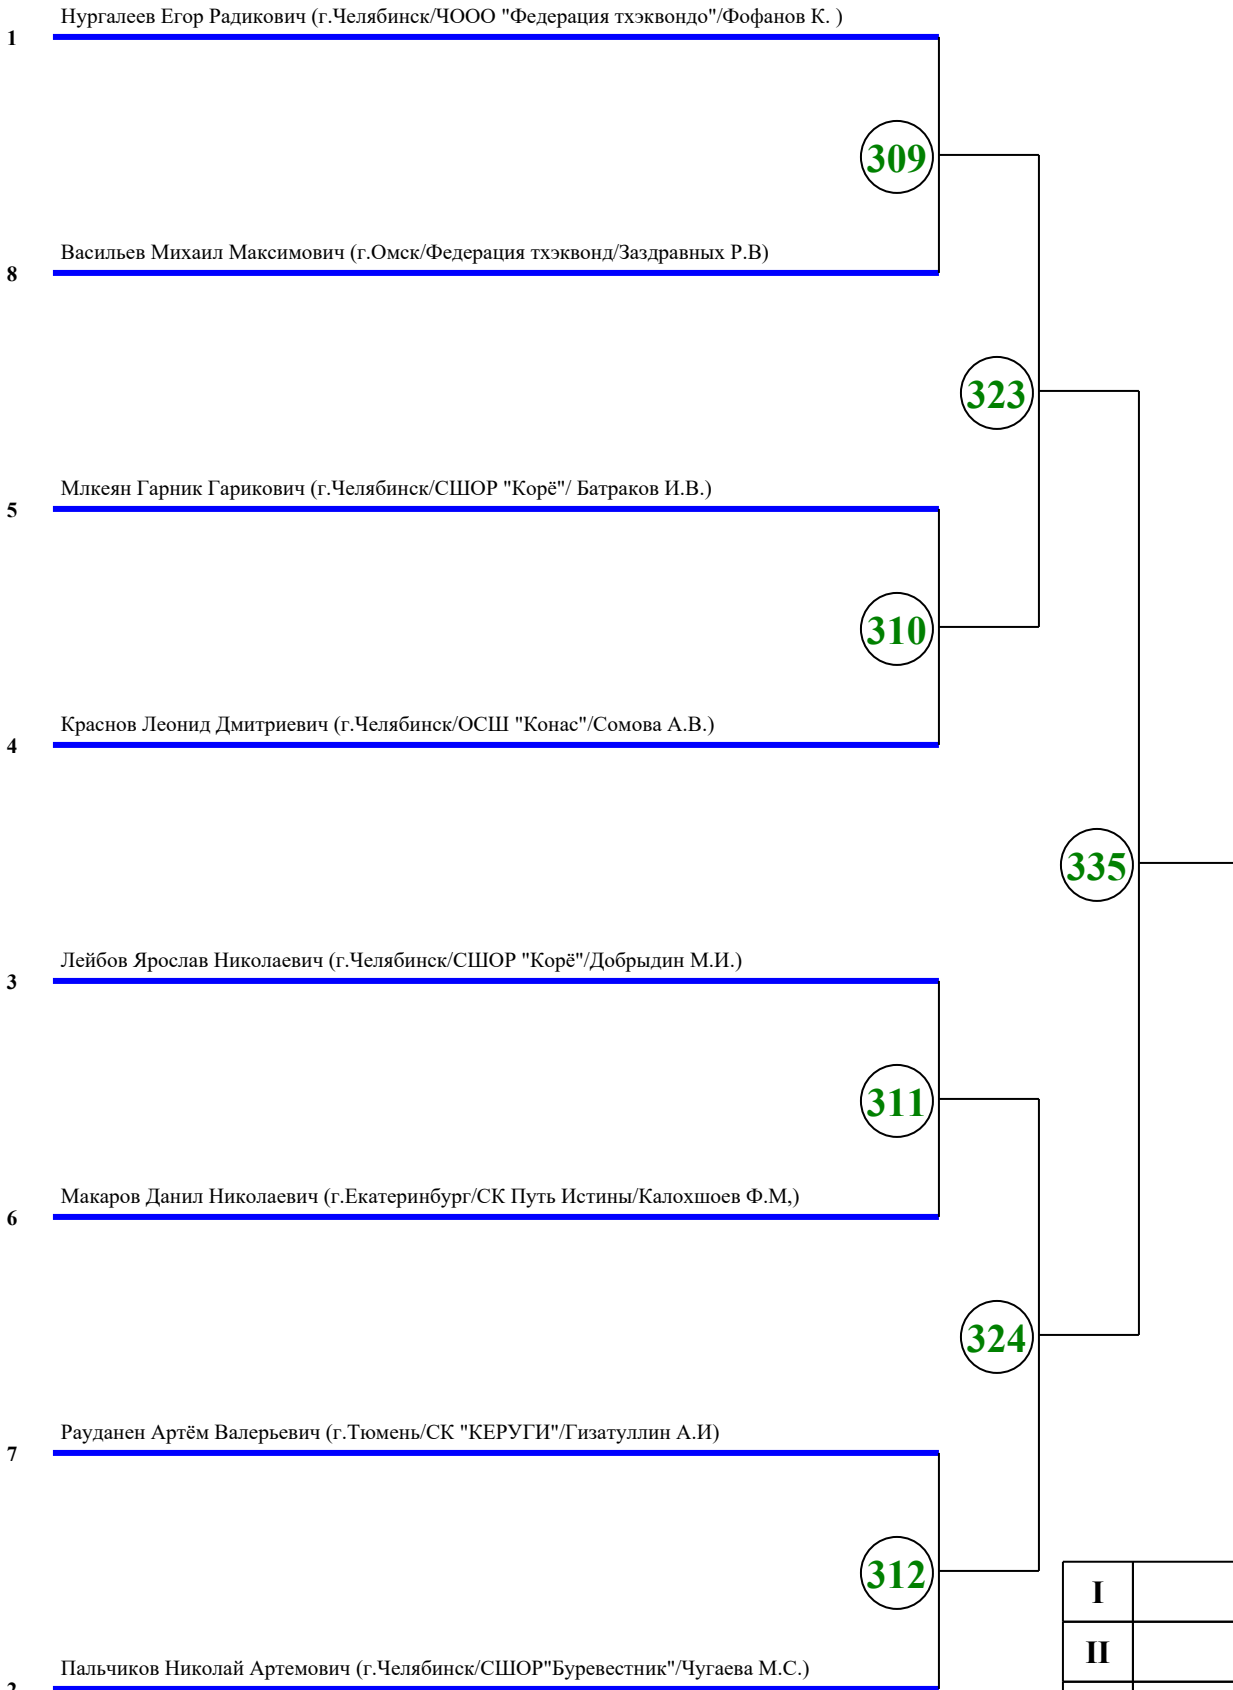 Нургалеев Егор Радикович (г.Челябинск/ЧООО "Федерация тхэквондо"/Фофанов К. )
1
309
Васильев Михаил Максимович (г.Омск/Федерация тхэквонд/Заздравных Р.В)
8
323
Млкеян Гарник Гарикович (г.Челябинск/СШОР "Корё"/ Батраков И.В.)
5
310
Краснов Леонид Дмитриевич (г.Челябинск/ОСШ "Конас"/Сомова А.В.)
4
335
Лейбов Ярослав Николаевич (г.Челябинск/СШОР "Корё"/Добрыдин М.И.)
3
311
Макаров Данил Николаевич (г.Екатеринбург/СК Путь Истины/Калохшоев Ф.М,)
6
324
Рауданен Артём Валерьевич (г.Тюмень/СК "КЕРУГИ"/Гизатуллин А.И)
7
312
I
II
Пальчиков Николай Артемович (г.Челябинск/СШОР"Буревестник"/Чугаева М.С.)
2